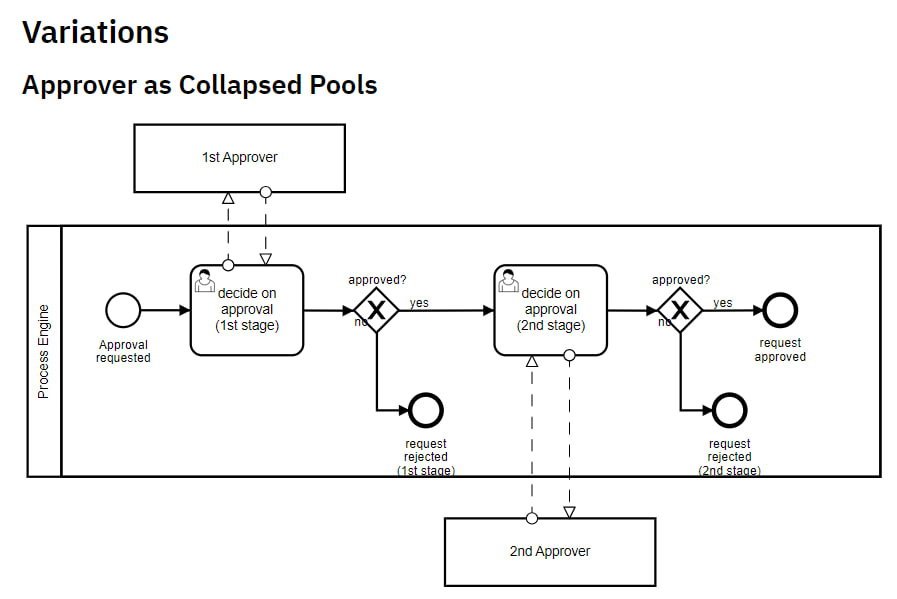 Variations
Approver as Collapsed Pools
1st Approver
Process Engine
Approval
requested
decide on
approval
(1st stage)
approved?
yes
no
request
rejected
(1st stage)
decide on
approval
(2nd stage)
approved?
yes
no
request
approved
request
rejected
(2nd stage)
2nd Approver